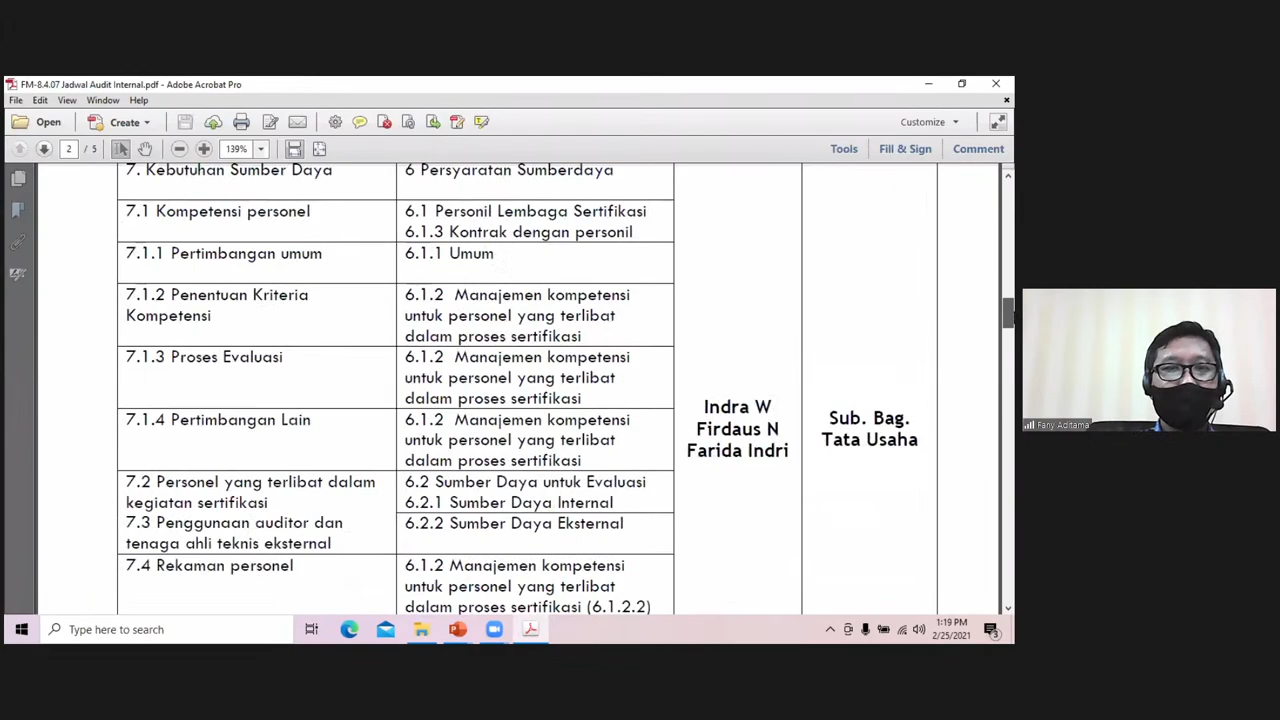 FM-8.4.07 Jadwal Audit Internal.pdf - Adobe Acrobat Pro
File Edit View Window Help
Open Create Customize
2 / 5 139% Tools Fill & Sign Comment
7. Kebutuhan Sumber Daya
6 Persyaratan Sumberdaya
7.1 Kompetensi personel
6.1 Personil Lembaga Sertifikasi
6.1.3 Kontrak dengan personil
7.1.1 Pertimbangan umum
6.1.1 Umum
7.1.2 Penentuan Kriteria
Kompetensi
6.1.2 Manajemen kompetensi
untuk personel yang terlibat
dalam proses sertifikasi
7.1.3 Proses Evaluasi
6.1.2 Manajemen kompetensi
untuk personel yang terlibat
dalam proses sertifikasi
7.1.4 Pertimbangan Lain
6.1.2 Manajemen kompetensi
untuk personel yang terlibat
dalam proses sertifikasi
7.2 Personel yang terlibat dalam
kegiatan sertifikasi
7.3 Penggunaan auditor dan
tenaga ahli teknis eksternal
6.2 Sumber Daya untuk Evaluasi
6.2.1 Sumber Daya Internal
6.2.2 Sumber Daya Eksternal
7.4 Rekaman personel
6.1.2 Manajemen kompetensi
untuk personel yang terlibat
dalam proses sertifikasi (6.1.2.2)
Indra W
Firdaus N
Farida Indri
Sub. Bag.
Tata Usaha
Fany Aditama
Type here to search
1:19 PM
2/25/2021
3